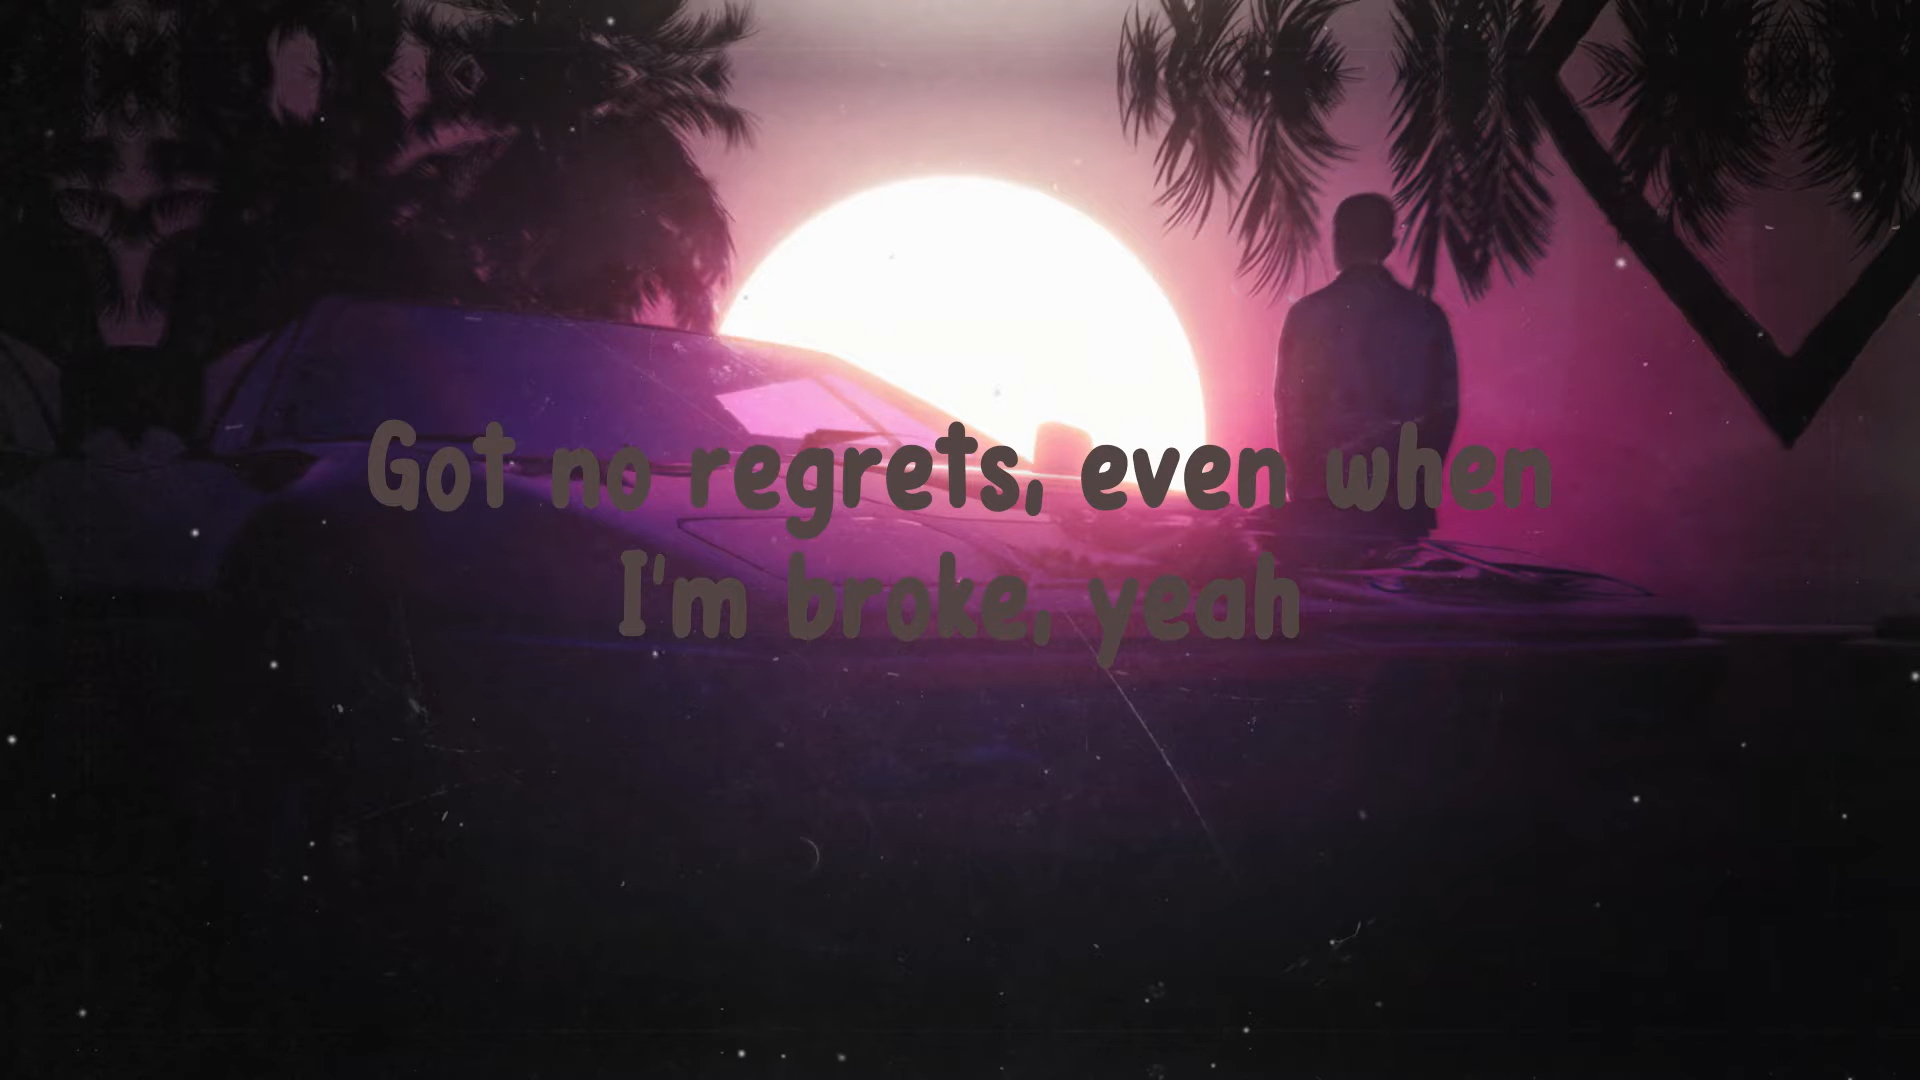 Got no regrets, even when
I'm broke, yeah